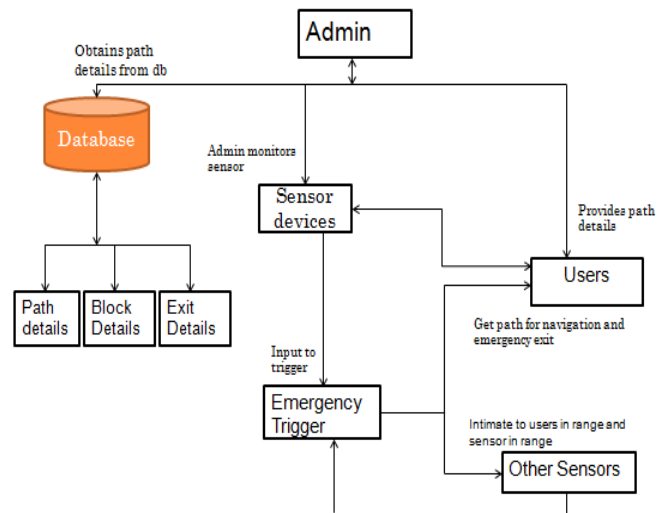 Admin
Obtains path
details from db
Database
Admin monitors
sensor
Sensor
devices
Provides path
details
Users
Path
details
Block
Details
Exit
Details
Get path for navigation and
emergency exit
Input to
trigger
Emergency
Trigger
Intimate to users in range and
sensor in range
Other Sensors